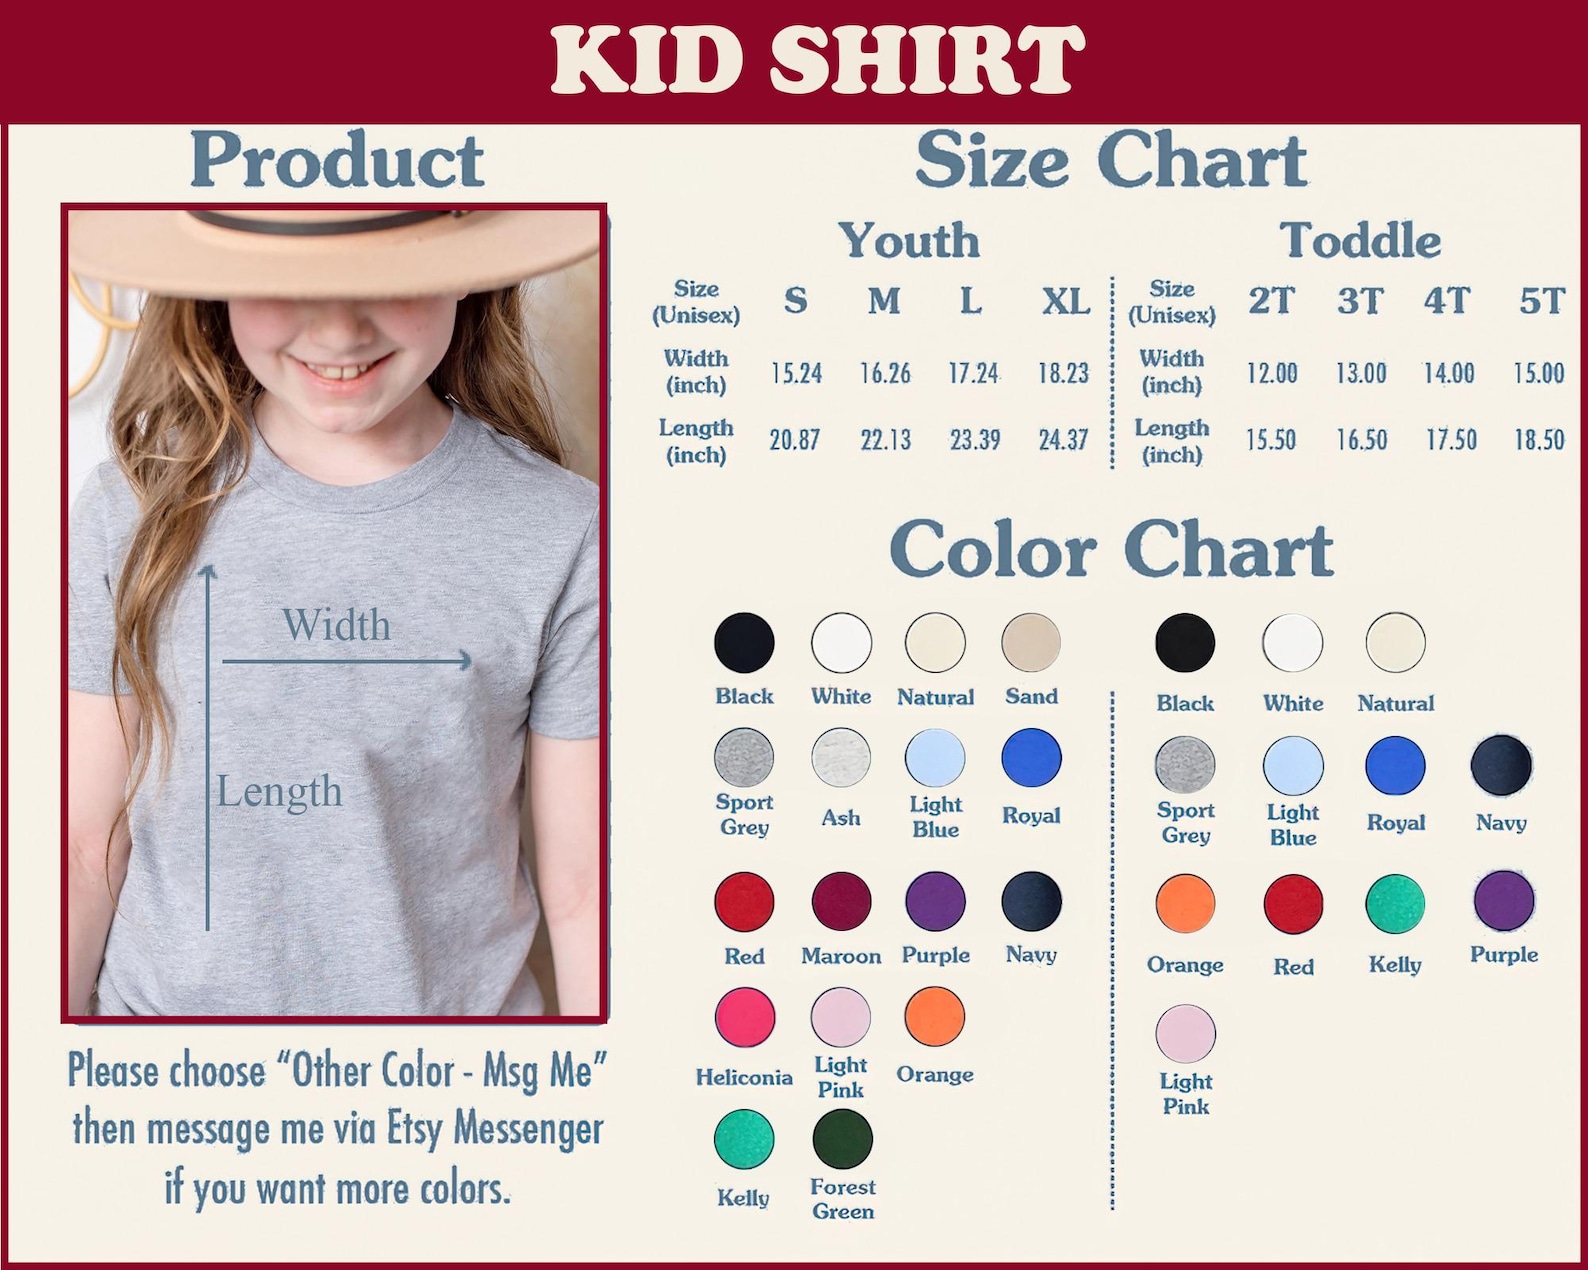 KID SHIRT
Product
Width
Length
Please choose “Other Color - Msg Me”
then message me via Etsy Messenger
if you want more colors.
Size Chart
Youth
Size
(Unisex)
S M L XL
Width
(inch)
15.24 16.26 17.24 18.23
Length
(inch)
20.87 22.13 23.39 24.37
Toddle
Size
(Unisex)
2T 3T 4T 5T
Width
(inch)
12.00 13.00 14.00 15.00
Length
(inch)
15.50 16.50 17.50 18.50
Color Chart
Black White Natural Sand
Sport
Grey
Ash
Light
Blue
Royal
Red Maroon Purple Navy
Heliconia
Light
Pink
Orange
Kelly
Forest
Green
Black White Natural
Sport
Grey
Light
Blue
Royal
Navy
Orange Red Kelly Purple
Light
Pink